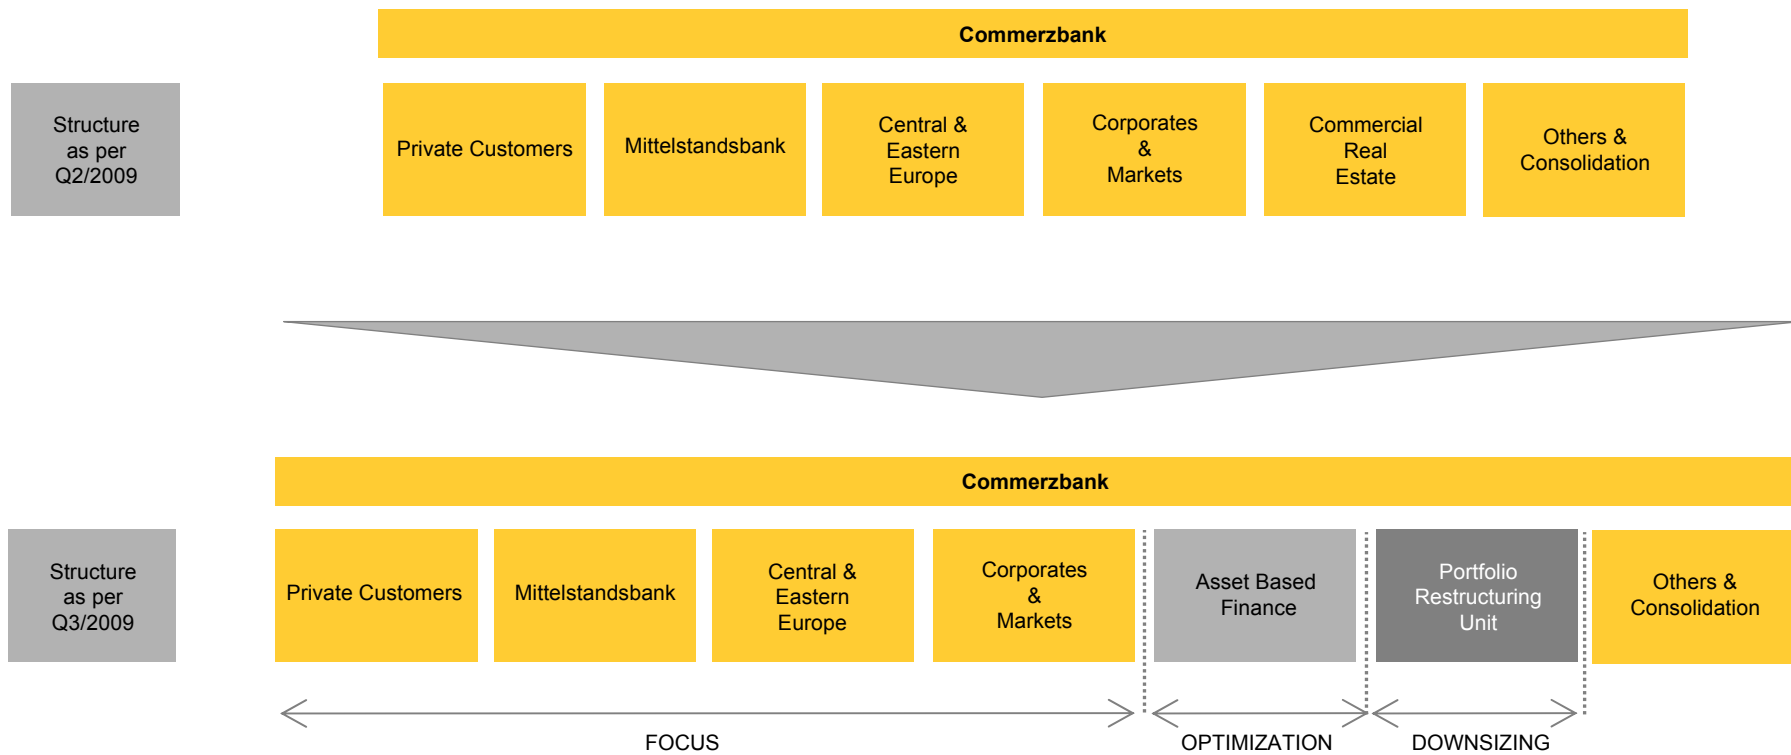 Commerzbank
Structure
as per
Q2/2009
Private Customers
Mittelstandsbank
Central &
Eastern
Europe
Corporates
&
Markets
Commercial
Real
Estate
Others &
Consolidation
Commerzbank
Structure
as per
Q3/2009
Private Customers
Mittelstandsbank
Central &
Eastern
Europe
Corporates
&
Markets
Asset Based
Finance
Portfolio
Restructuring
Unit
Others &
Consolidation
FOCUS
OPTIMIZATION
DOWNSIZING